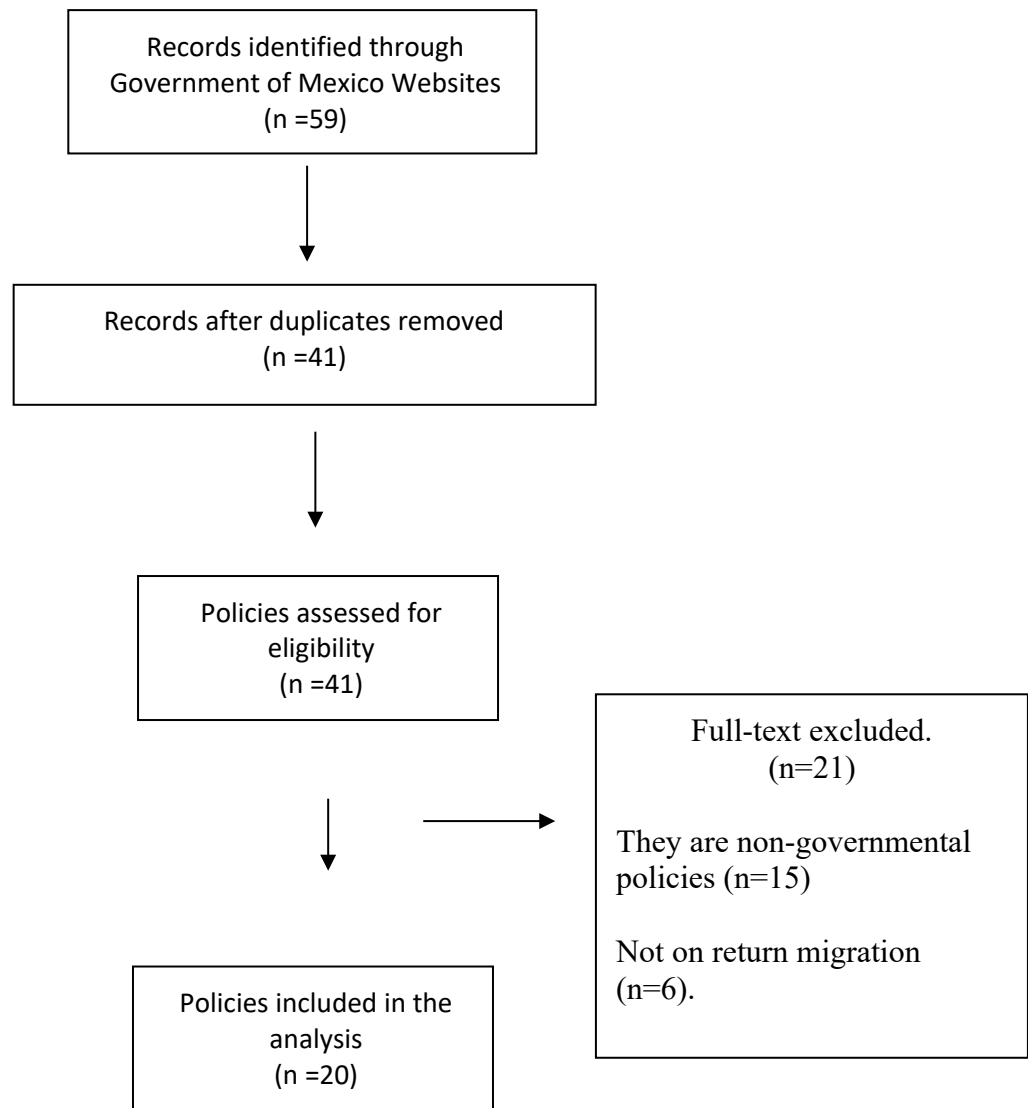 Records identified through
Government of Mexico Websites
(n =59)
Records after duplicates removed
(n =41)
Policies assessed for
eligibility
(n =41)
Full-text excluded.
(n=21)
They are non-governmental
policies (n=15)
Not on return migration
(n=6).
Policies included in the
analysis
(n =20)